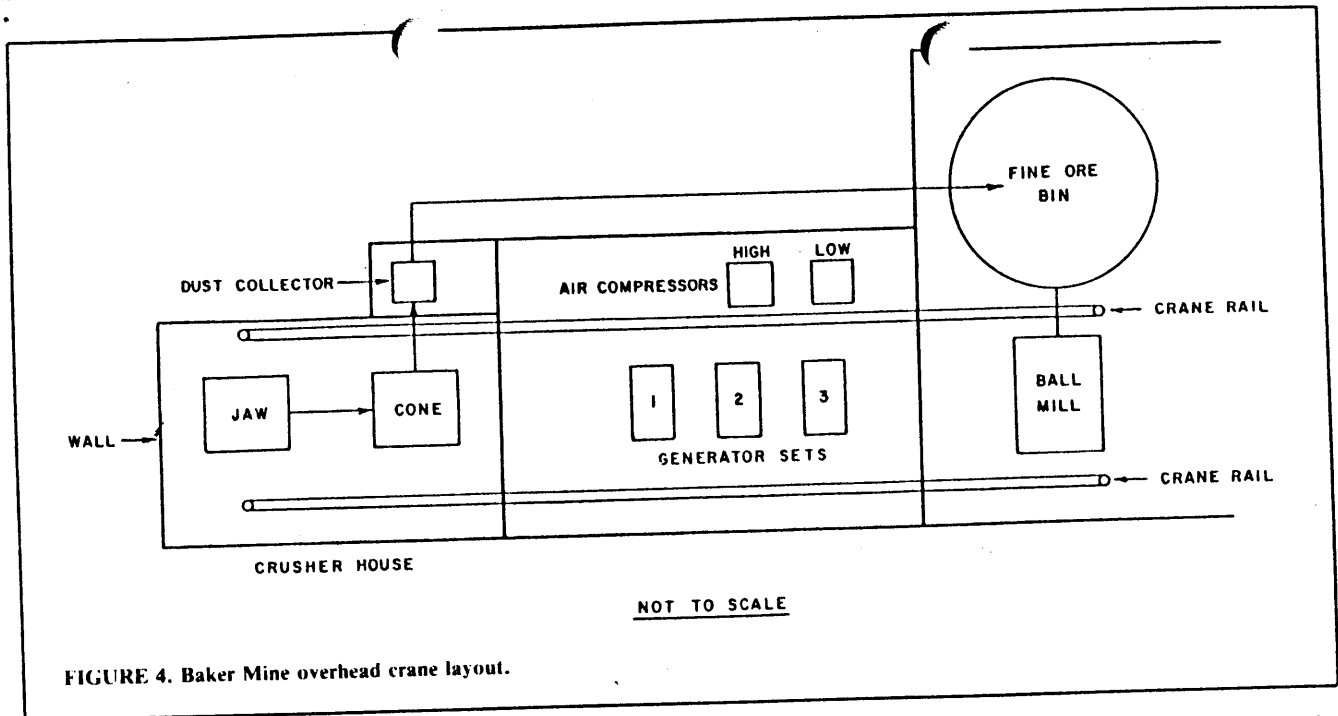 FINE ORE
BIN
HIGH
LOW
DUST COLLECTOR
AIR COMPRESSORS
CRANE RAIL
JAW
CONE
1
2
3
BALL
MILL
WALL
GENERATOR SETS
CRANE RAIL
CRUSHER HOUSE
NOT TO SCALE
FIGURE 4. Baker Mine overhead crane layout.